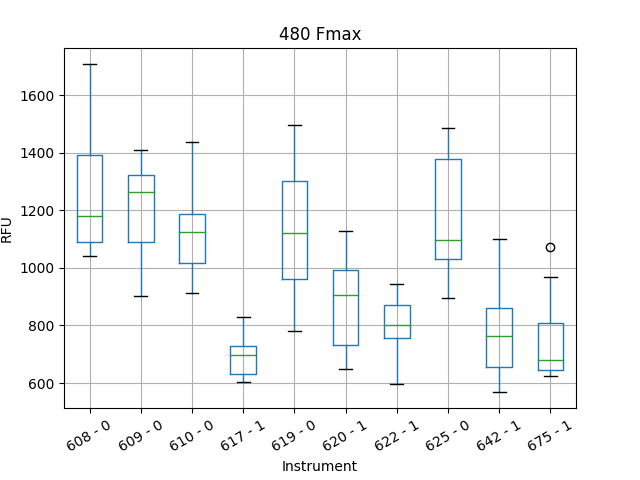 480 Fmax
1600
1400
1200
1000
800
600
RFU
608 - 0
609 - 0
610 - 0
617 - 1
619 - 0
620 - 1
622 - 1
625 - 0
642 - 1
675 - 1
Instrument